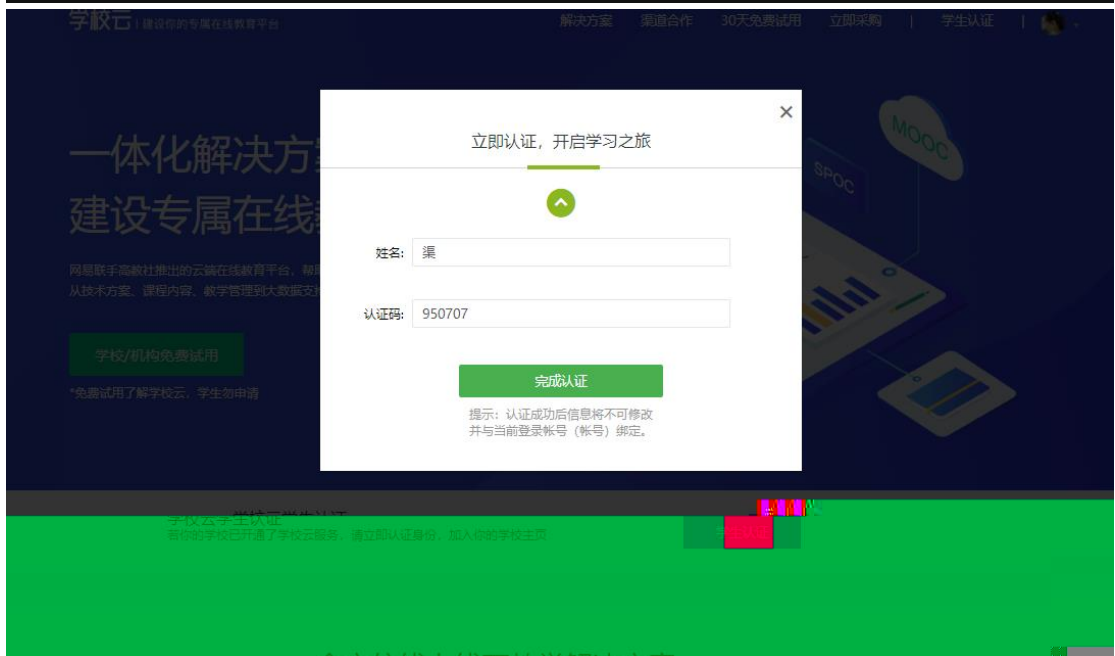 学校云 | 建设你的专属在线教育平台
解决方案 渠道合作 30天免费试用 立即采购 | 学生认证 |
MOOC
SPOC
一体化解决方
建设专属在线
网易联手高教社推出的云端在线教育平台，帮
从技术方案、课程内容、教学管理到大数据支
学校/机构免费试用
*免费试用了解学校云，学生勿申请
立即认证，开启学习之旅
姓名: 渠
认证码: 950707
完成认证
提示：认证成功后信息将不可修改
并与当前登录帐号（帐号）绑定。
学校云学生认证
若你的学校已开通了学校云服务，请立即认证身份，加入你的学校主页